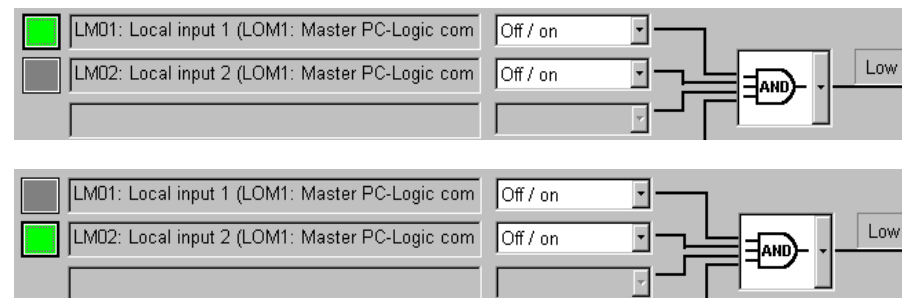 LM01: Local input 1 (LOM1: Master PC-Logic com Off / on
LM02: Local input 2 (LOM1: Master PC-Logic com Off / on
AND
Low
LM01: Local input 1 (LOM1: Master PC-Logic com Off / on
LM02: Local input 2 (LOM1: Master PC-Logic com Off / on
AND
Low